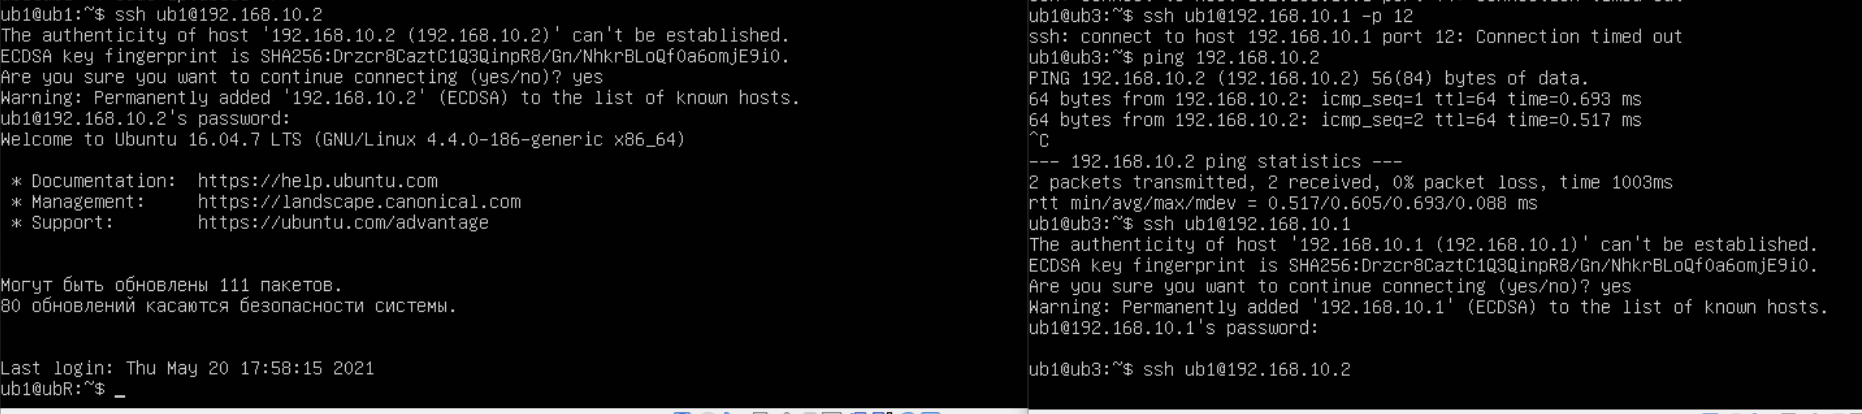 ub1@ub1:~$ ssh ub1@192.168.10.2
The authenticity of host '192.168.10.2 (192.168.10.2)' can't be established.
ECDSA key fingerprint is SHA256:Drzcr8CaztC1Q3QinpR8/Gn/NhkrBLoQf0a6omjE9i0.
Are you sure you want to continue connecting (yes/no)? yes
Warning: Permanently added '192.168.10.2' (ECDSA) to the list of known hosts.
ub1@192.168.10.2's password:
Welcome to Ubuntu 16.04.7 LTS (GNU/Linux 4.4.0-186-generic x86_64)
* Documentation:  https://help.ubuntu.com
* Management:     https://landscape.canonical.com
* Support:        https://ubuntu.com/advantage
Могут быть обновлены 111 пакетов.
80 обновлений касаются безопасности системы.
Last login: Thu May 20 17:58:15 2021
ub1@ubR:~$ _
ub1@ub3:~$ ssh ub1@192.168.10.1 -p 12
ssh: connect to host 192.168.10.1 port 12: Connection timed out
ub1@ub3:~$ ping 192.168.10.2
PING 192.168.10.2 (192.168.10.2) 56(84) bytes of data.
64 bytes from 192.168.10.2: icmp_seq=1 ttl=64 time=0.693 ms
64 bytes from 192.168.10.2: icmp_seq=2 ttl=64 time=0.517 ms
^C
--- 192.168.10.2 ping statistics ---
2 packets transmitted, 2 received, 0% packet loss, time 1003ms
rtt min/avg/max/mdev = 0.517/0.605/0.693/0.088 ms
ub1@ub3:~$ ssh ub1@192.168.10.1
The authenticity of host '192.168.10.1 (192.168.10.1)' can't be established.
ECDSA key fingerprint is SHA256:Drzcr8CaztC1Q3QinpR8/Gn/NhkrBLoQf0a6omjE9i0.
Are you sure you want to continue connecting (yes/no)? yes
Warning: Permanently added '192.168.10.1' (ECDSA) to the list of known hosts.
ub1@192.168.10.1's password:
ub1@ub3:~$ ssh ub1@192.168.10.2